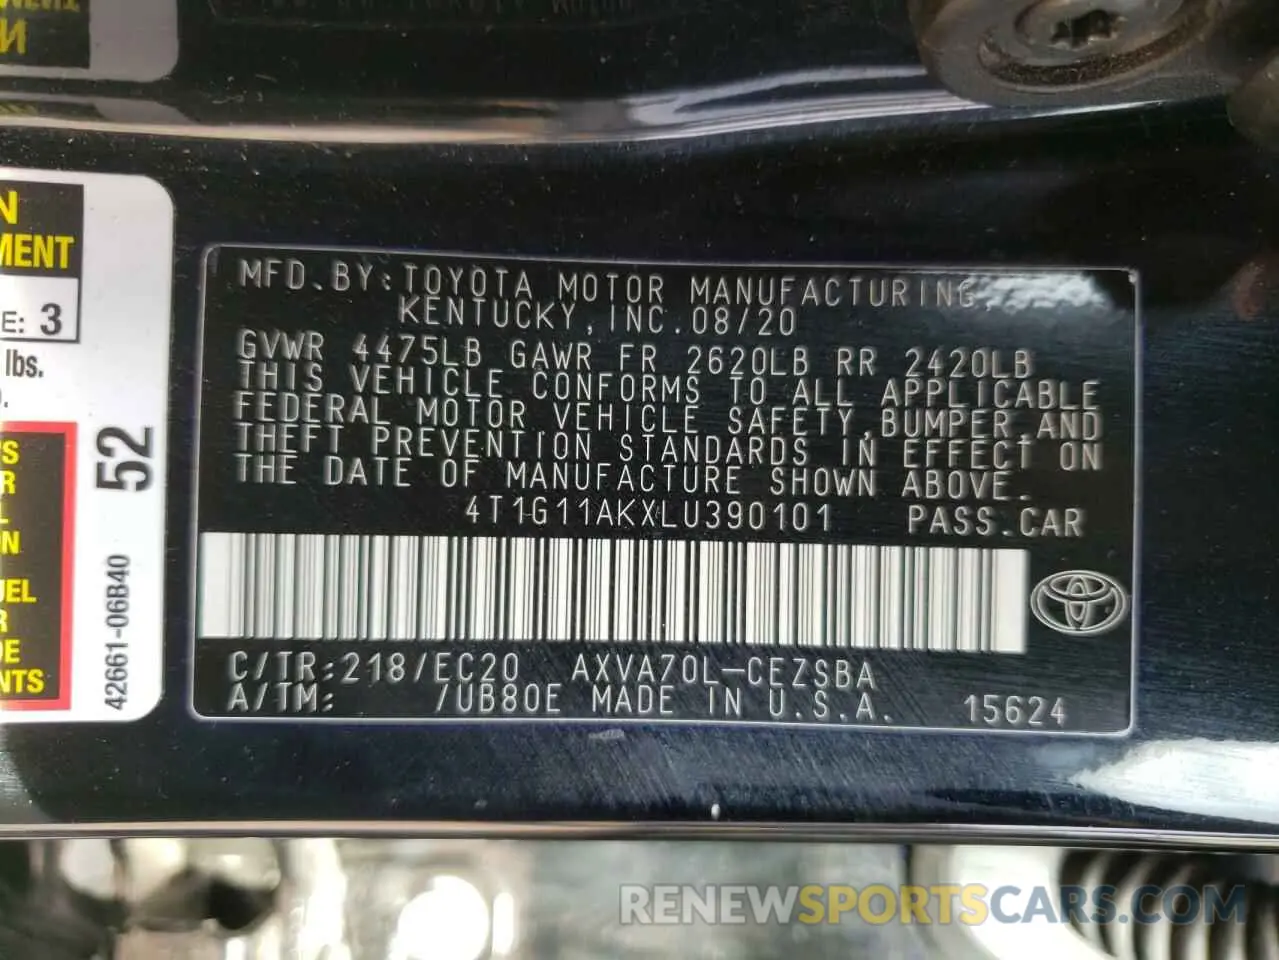 N
MENT
E: 3
lbs.
52
42661-06B40
UEL
NTS
MFD.BY:TOYOTA MOTOR MANUFACTURING,
KENTUCKY,INC.08/20
GVWR 4475LB GAWR FR 2620LB RR 2420LB
THIS VEHICLE CONFORMS TO ALL APPLICABLE
FEDERAL MOTOR VEHICLE SAFETY,BUMPER,AND
THEFT PREVENTION STANDARDS IN EFFECT ON
THE DATE OF MANUFACTURE SHOWN ABOVE.
4T1G11AKXLU390101 PASS.CAR
C/TR:218/EC20 AXVA70L-CEZSBA
A/TM: /UB80E MADE IN U.S.A. 15624
RENEWSPORTSCARS.COM